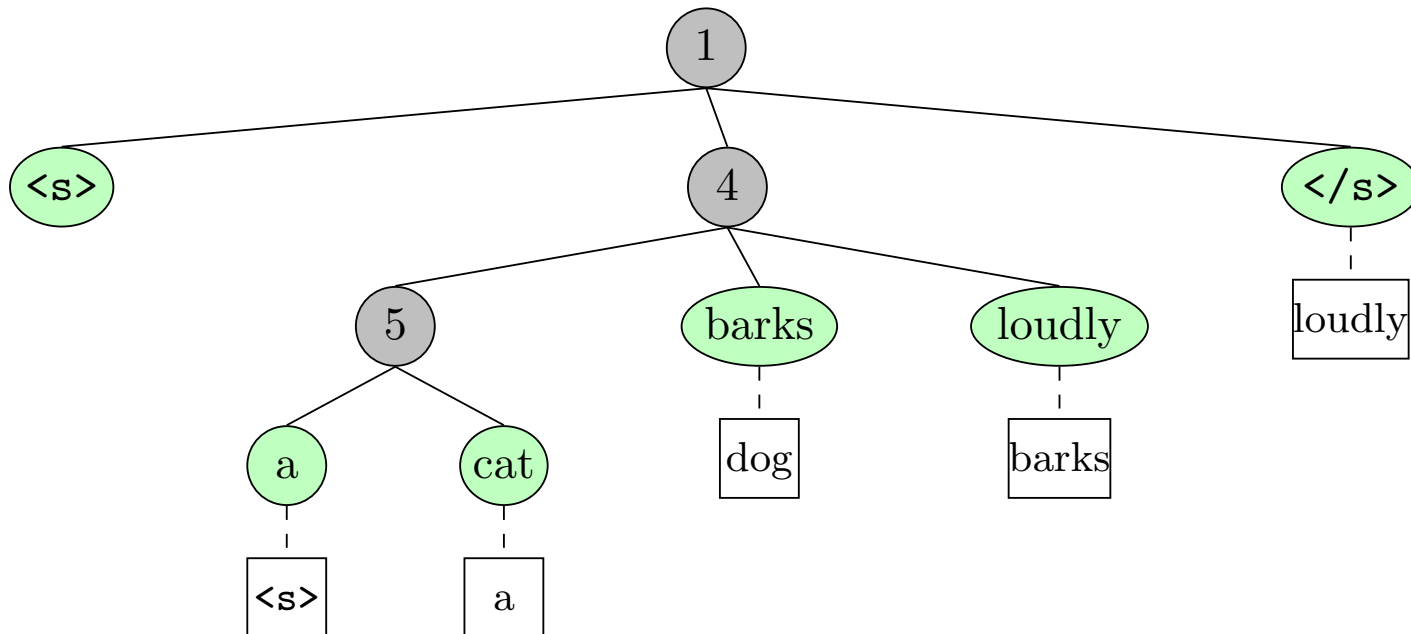 1
<s> 4 </s>
5 barks loudly loudly
a cat dog barks
<s> a